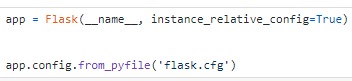 app = Flask(__name__, instance_relative_config=True)
app.config.from_pyfile('flask.cfg')